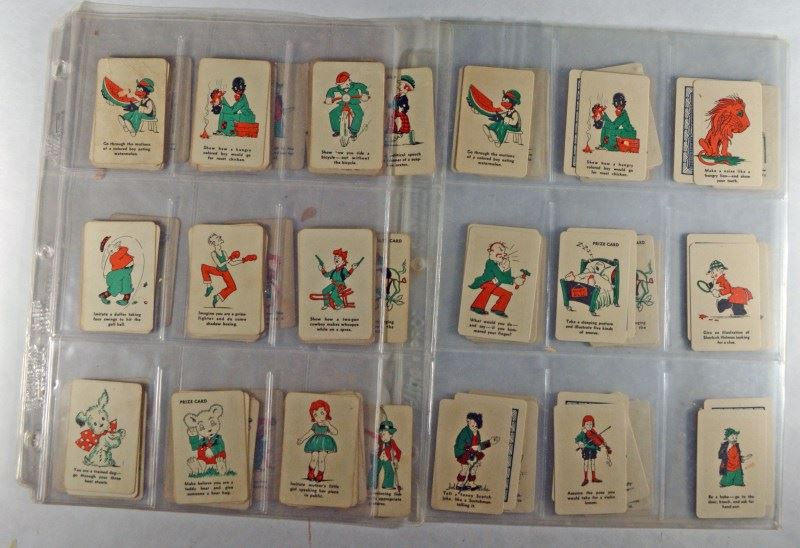 Go through the motions
of a colored boy eating
watermelon.
Show how a hungry
colored boy would go
for roast chicken.
Show how you ride a
bicycle—but without
the bicycle.
speech
Go through the motions
of a colored boy eating
watermelon.
Show how a hungry
colored boy would go
for roast chicken.
Make a noise like a
hungry lion—and show
your teeth.
Imitate a duffer taking
four swings to hit the
golf ball.
Imagine you are a prize-
fighter and do some
shadow boxing.
Show how a two-gun
cowboy makes whoopee
while on a spree.
What would you do—
and say—if you ham-
mered your finger?
PRIZE CARD
Take a sleeping posture
and illustrate five kinds
of snores.
Give an illustration of
Sherlock Holmes looking
for a clue.
You are a trained dog—
go through your three
best stunts.
PRIZE CARD
Make believe you are a
teddy bear and give
someone a bear hug.
Imitate mother's little
girl speaking her piece
in public.
Tell a funny Scotch
joke, like a Scotchman
telling it.
Assume the pose you
would take for a violin
lesson.
Be a hobo—go to the
door, knock, and ask for
hand-out.